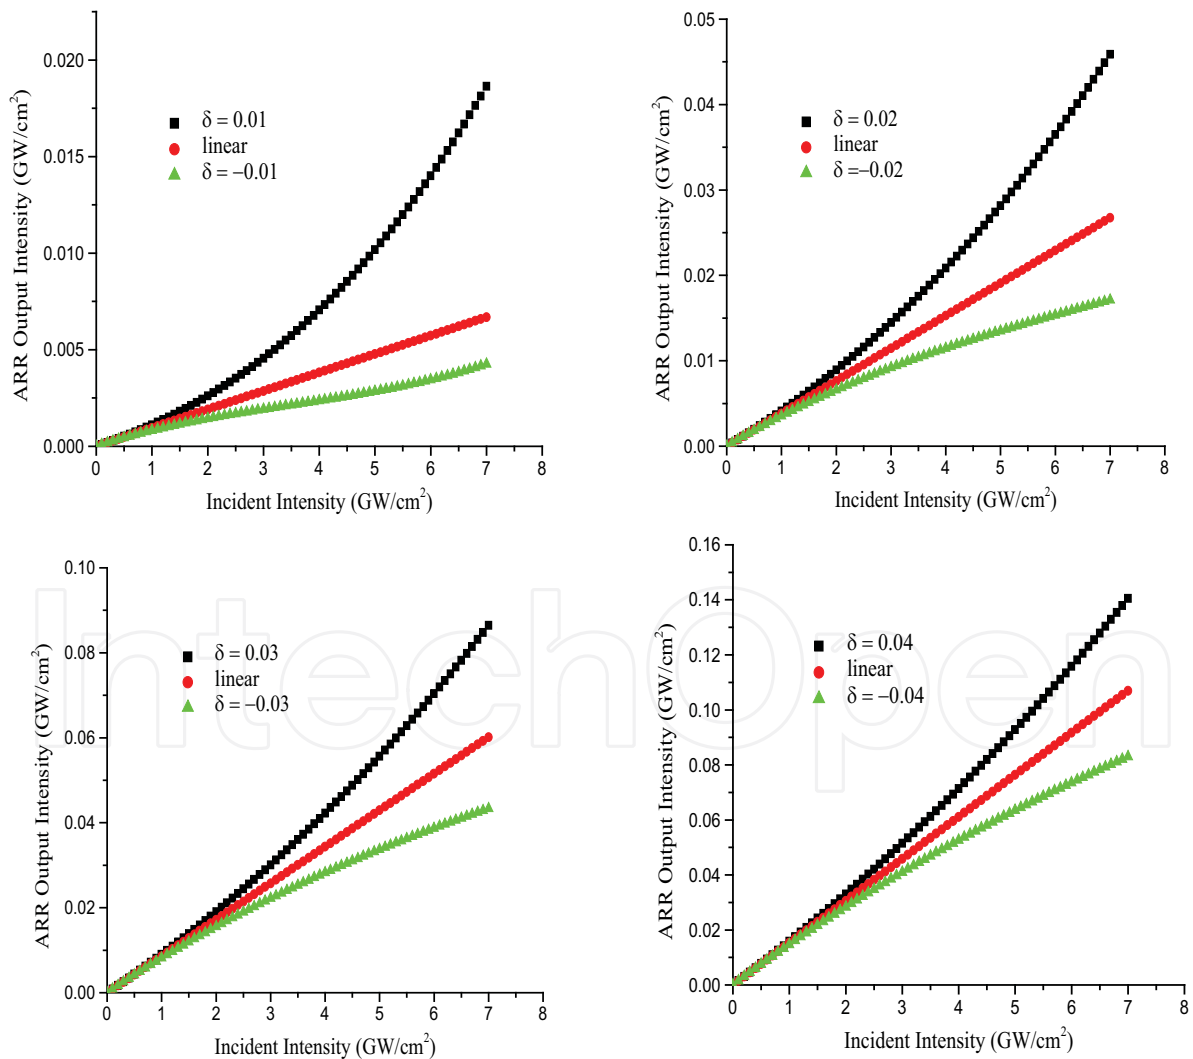 0.020
0.015
0.010
0.005
0.000
ARR Output Intensity (GW/cm²)
δ = 0.01
linear
δ = −0.01
0 1 2 3 4 5 6 7 8
Incident Intensity (GW/cm²)
0.05
0.04
0.03
0.02
0.01
0.00
ARR Output Intensity (GW/cm²)
δ = 0.02
linear
δ =−0.02
0 1 2 3 4 5 6 7 8
Incident Intensity (GW/cm²)
0.10
0.08
0.06
0.04
0.02
0.00
ARR Output Intensity (GW/cm²)
δ = 0.03
linear
δ = −0.03
0 1 2 3 4 5 6 7 8
Incident Intensity (GW/cm²)
0.16
0.14
0.12
0.10
0.08
0.06
0.04
0.02
0.00
ARR Output Intensity (GW/cm²)
δ = 0.04
linear
δ = −0.04
0 1 2 3 4 5 6 7 8
Incident Intensity (GW/cm²)
IntechOpen